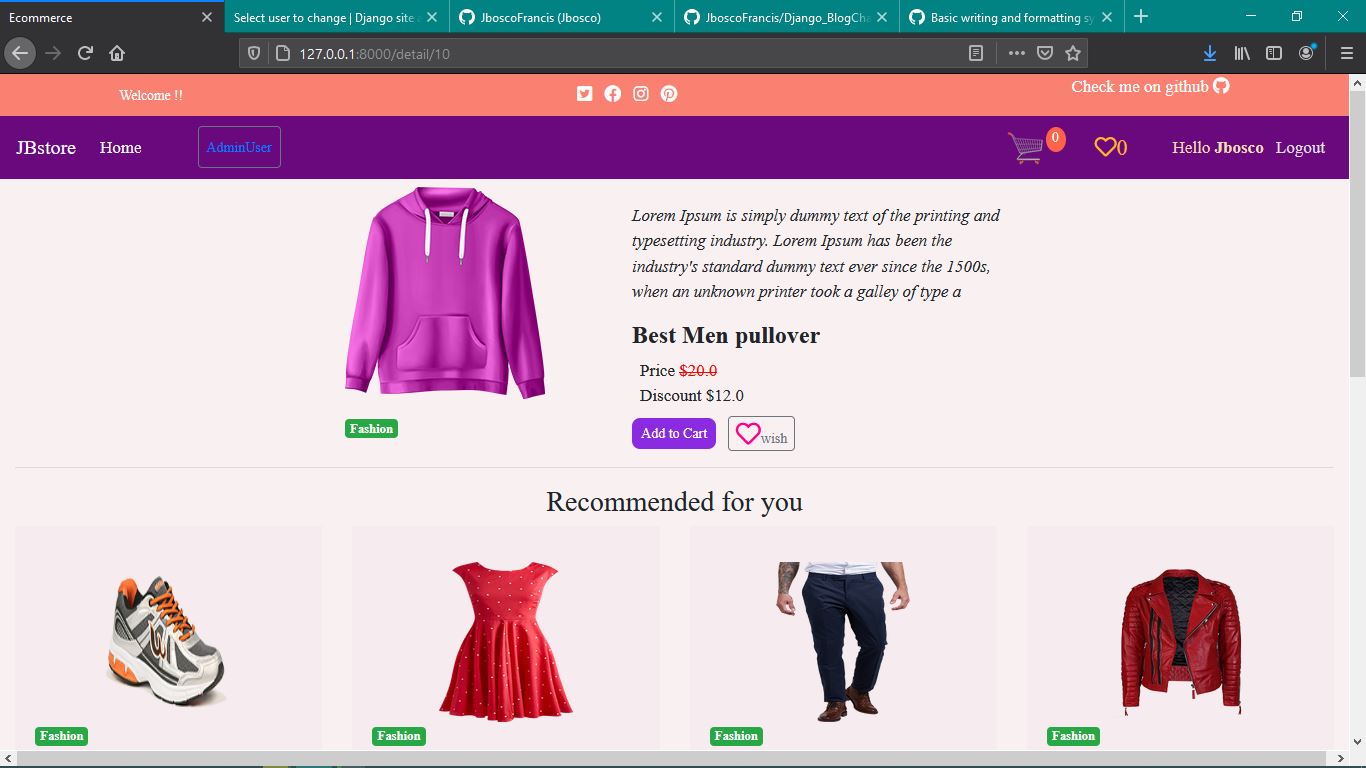 Ecommerce
Select user to change | Django site a
JboscoFrancis (Jbosco)
JboscoFrancis/Django_BlogCha
Basic writing and formatting sy
127.0.0.1:8000/detail/10
Welcome !!
Check me on github
JBstore Home AdminUser 0 0 Hello Jbosco Logout
Lorem Ipsum is simply dummy text of the printing and
typesetting industry. Lorem Ipsum has been the
industry's standard dummy text ever since the 1500s,
when an unknown printer took a galley of type a
Best Men pullover
Price $20.0
Discount $12.0
Fashion
Add to Cart wish
Recommended for you
Fashion Fashion Fashion Fashion